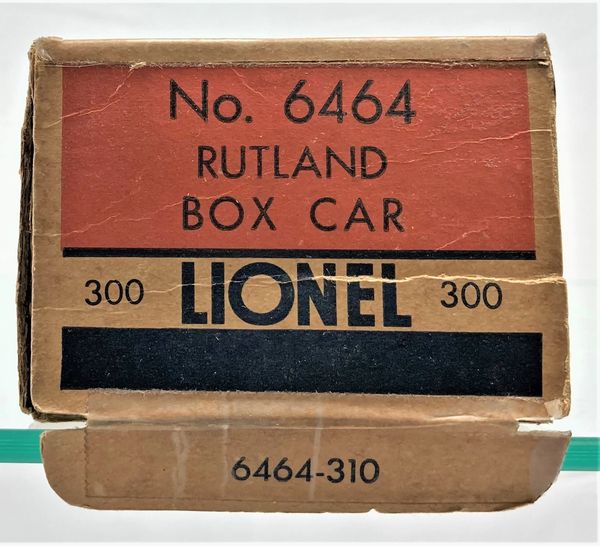 No. 6464
RUTLAND
BOX CAR
300 LIONEL 300
6464-310